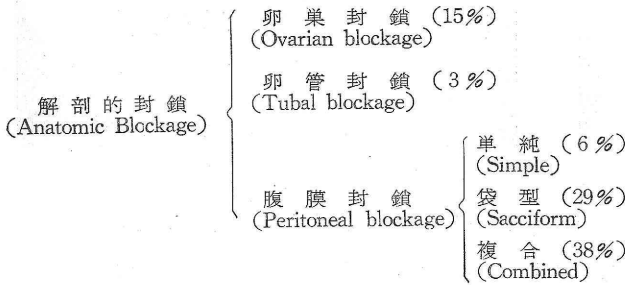 卵巣封鎖 (15%)
(Ovarian blockage)
卵管封鎖 (3%)
(Tubal blockage)
解剖的封鎖
(Anatomic Blockage)
腹膜封鎖
(Peritoneal blockage)
単純 (6%)
(Simple)
袋型 (29%)
(Sacciform)
複合 (38%)
(Combined)